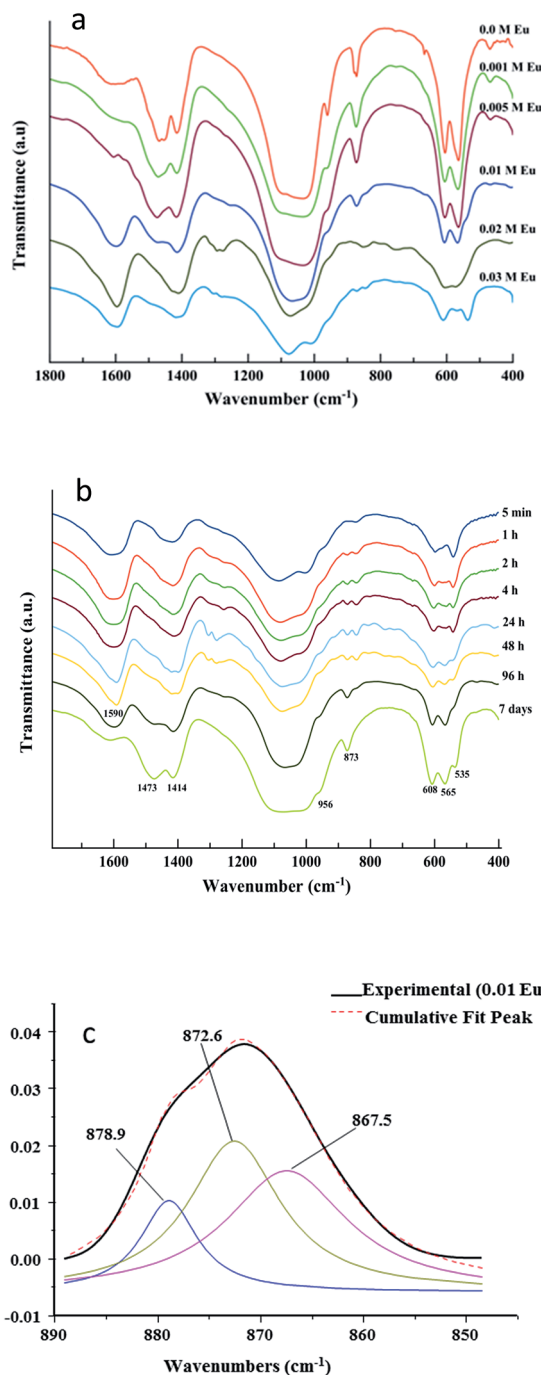 a
0.0 M Eu
0.001 M Eu
0.005 M Eu
0.01 M Eu
0.02 M Eu
0.03 M Eu
Transmittance (a.u)
1800 1600 1400 1200 1000 800 600 400
Wavenumber (cm-1)
b
5 min
1 h
2 h
4 h
24 h
48 h
96 h
7 days
1590
1473
1414
956
873
608
565
535
Transmittance (a.u.)
1600 1400 1200 1000 800 600 400
Wavenumber (cm-1)
Experimental (0.01 Eu
Cumulative Fit Peak
c
872.6
867.5
878.9
0.04
0.03
0.02
0.01
0.00
-0.01
890 880 870 860 850
Wavenumbers (cm-1)